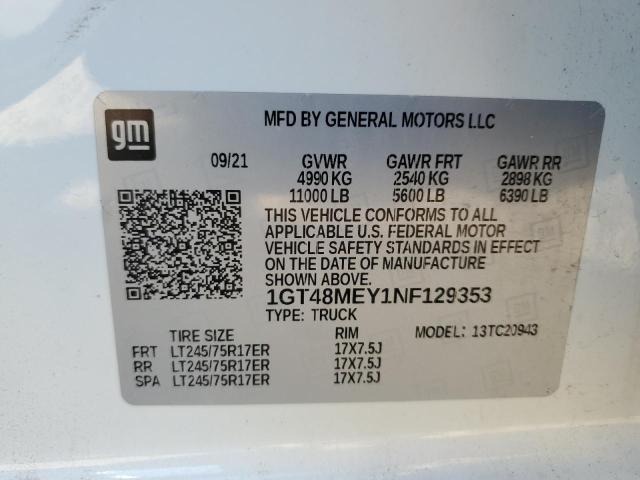 gm
MFD BY GENERAL MOTORS LLC
09/21 GVWR GAWR FRT GAWR RR
4990 KG 2540 KG 2898 KG
11000 LB 5600 LB 6390 LB
THIS VEHICLE CONFORMS TO ALL
APPLICABLE U.S. FEDERAL MOTOR
VEHICLE SAFETY STANDARDS IN EFFECT
ON THE DATE OF MANUFACTURE
SHOWN ABOVE.
1GT48MEY1NF129353
TYPE: TRUCK
TIRE SIZE RIM MODEL: 13TC20943
FRT LT245/75R17ER 17X7.5J
RR LT245/75R17ER 17X7.5J
SPA LT245/75R17ER 17X7.5J